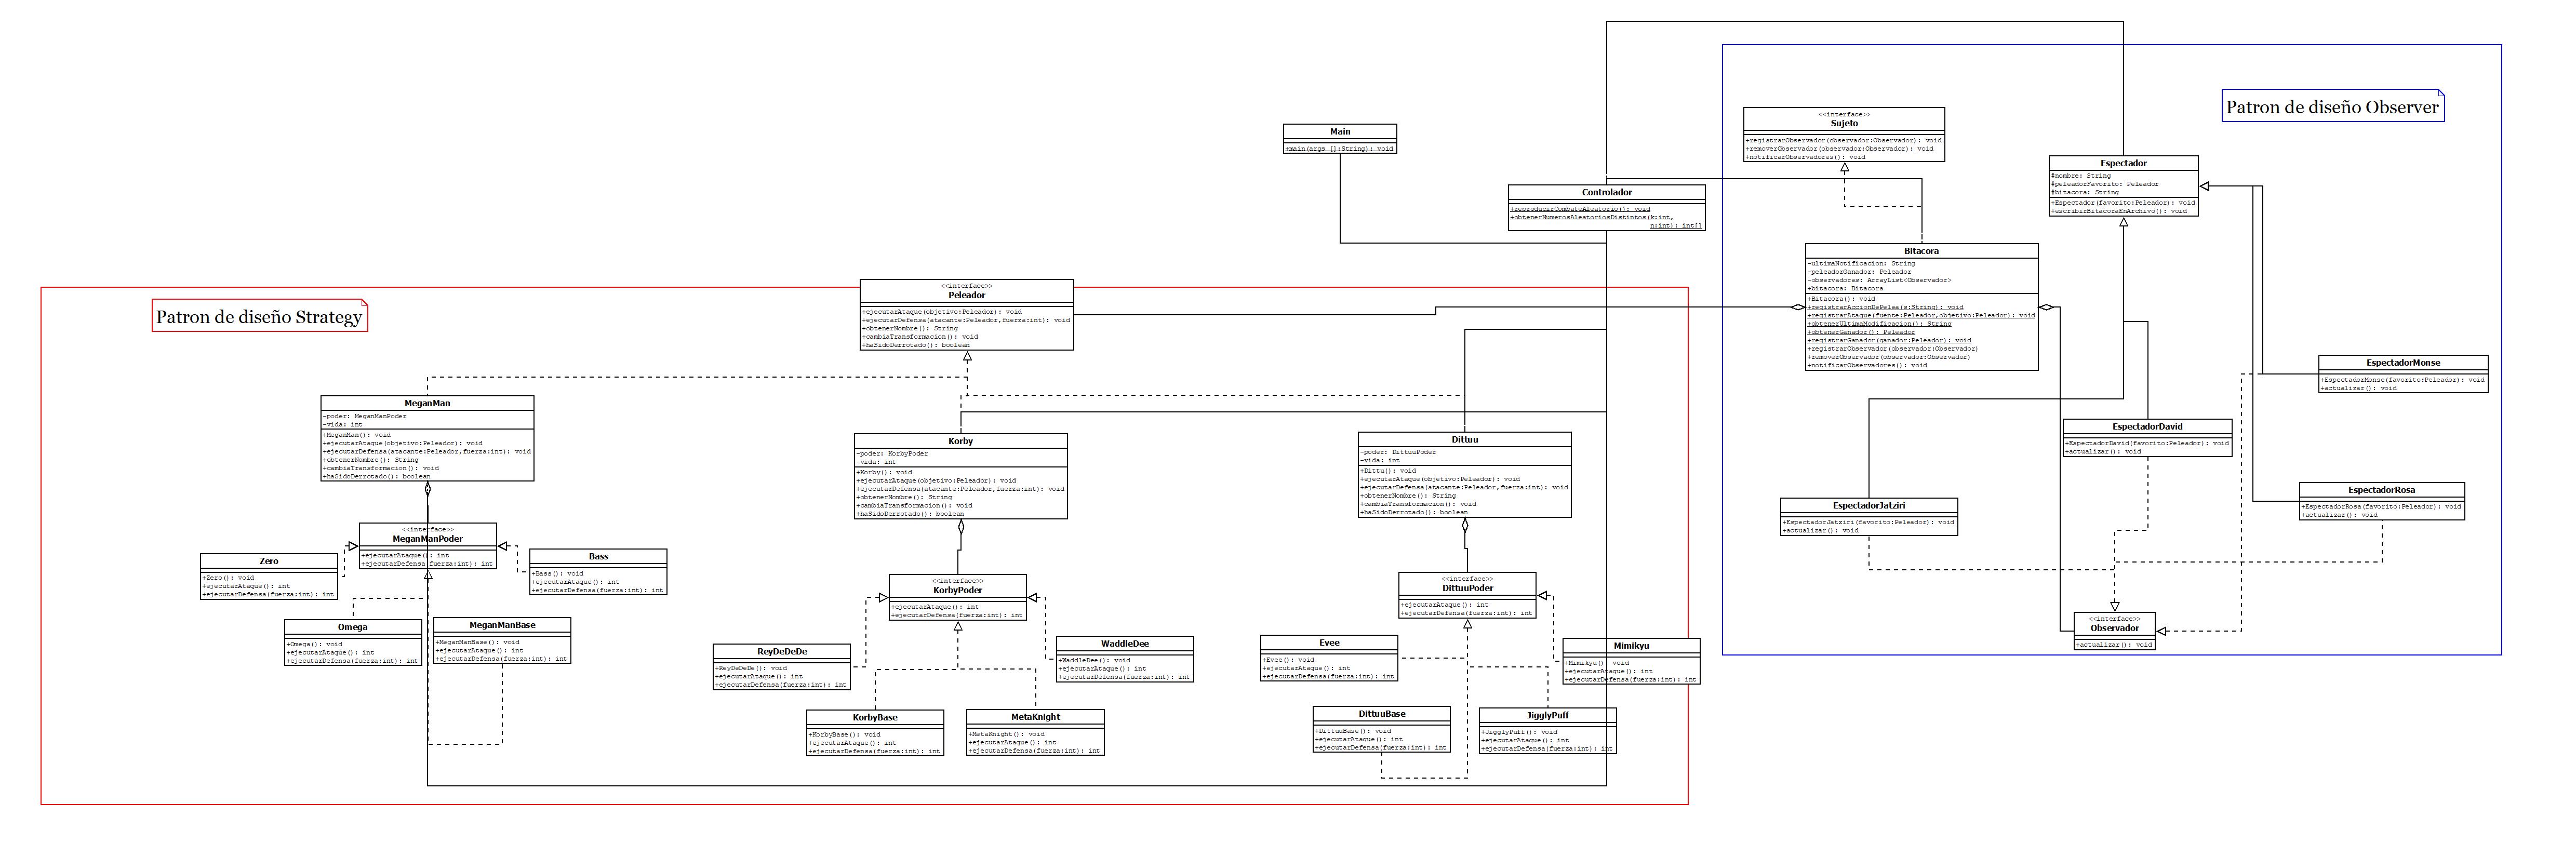 Patron de diseño Observer
<<interface>>
Sujeto
+registrarObservador(observador:Observador): void
+removerObservador(observador:Observador): void
+notificarObservadores(): void
Main
+main(args []:String): void
Espectador
#nombre: String
#peleadorFavorito: Peleador
#bitacora: String
+Espectador(favorito:Peleador): void
+escribirBitacoraEnArchivo(): void
Controlador
+reproducirCombateAleatorio(): void
+obtenerNumerosAleatoriosDistintos(k:int,
n:int): int[]
Bitacora
-ultimaNotificacion: String
-peleadorGanador: Peleador
-observadores: ArrayList<Observador>
+bitacora: Bitacora
+Bitacora(): void
+registrarAccionDePelea(s:String): void
+registrarAtaque(fuente:Peleador,objetivo:Peleador): void
+obtenerUltimaModificacion(): String
+obtenerGanador(): Peleador
+registrarGanador(ganador:Peleador): void
+registrarObservador(observador:Observador)
+removerObservador(observador:Observador)
+notificarObservadores(): void
Patron de diseño Strategy
<<interface>>
Peleador
+ejecutarAtaque(objetivo:Peleador): void
+ejecutarDefensa(atacante:Peleador,fuerza:int): void
+obtenerNombre(): String
+cambiaTransformacion(): void
+haSidoDerrotado(): boolean
EspectadorMonse
+EspectadorMonse(favorito:Peleador): void
+actualizar(): void
MeganMan
-poder: MeganManPoder
-vida: int
+MeganMan(): void
+ejecutarAtaque(objetivo:Peleador): void
+ejecutarDefensa(atacante:Peleador,fuerza:int): void
+obtenerNombre(): String
+cambiaTransformacion(): void
+haSidoDerrotado(): boolean
Korby
-poder: KorbyPoder
-vida: int
+Korby(): void
+ejecutarAtaque(objetivo:Peleador): void
+ejecutarDefensa(atacante:Peleador,fuerza:int): void
+obtenerNombre(): String
+cambiaTransformacion(): void
+haSidoDerrotado(): boolean
Dittuu
-poder: DittuuPoder
-vida: int
+Dittu(): void
+ejecutarAtaque(objetivo:Peleador): void
+ejecutarDefensa(atacante:Peleador,fuerza:int): void
+obtenerNombre(): String
+cambiaTransformacion(): void
+haSidoDerrotado(): boolean
EspectadorDavid
+EspectadorDavid(favorito:Peleador): void
+actualizar(): void
EspectadorRosa
+EspectadorRosa(favorito:Peleador): void
+actualizar(): void
EspectadorJatziri
+EspectadorJatziri(favorito:Peleador): void
+actualizar(): void
<<interface>>
MeganManPoder
+ejecutarAtaque(): int
+ejecutarDefensa(fuerza:int): int
Zero
+Zero(): void
+ejecutarAtaque(): int
+ejecutarDefensa(fuerza:int): int
Bass
+Bass(): void
+ejecutarAtaque(): int
+ejecutarDefensa(fuerza:int): int
<<interface>>
KorbyPoder
+ejecutarAtaque(): int
+ejecutarDefensa(fuerza:int): int
<<interface>>
DittuuPoder
+ejecutarAtaque(): int
+ejecutarDefensa(fuerza:int): int
Omega
+Omega(): void
+ejecutarAtaque(): int
+ejecutarDefensa(fuerza:int): int
MeganManBase
+MeganManBase(): void
+ejecutarAtaque(): int
+ejecutarDefensa(fuerza:int): int
<<interface>>
Observador
+actualizar(): void
ReyDeDeDe
+ReyDeDeDe(): void
+ejecutarAtaque(): int
+ejecutarDefensa(fuerza:int): int
WaddleDee
+WaddleDee(): void
+ejecutarAtaque(): int
+ejecutarDefensa(fuerza:int): int
Evee
+Evee(): void
+ejecutarAtaque(): int
+ejecutarDefensa(fuerza:int): int
Mimikyu
+Mimikyu(): void
+ejecutarAtaque(): int
+ejecutarDefensa(fuerza:int): int
KorbyBase
+KorbyBase(): void
+ejecutarAtaque(): int
+ejecutarDefensa(fuerza:int): int
MetaKnight
+MetaKnight(): void
+ejecutarAtaque(): int
+ejecutarDefensa(fuerza:int): int
DittuuBase
+DittuBase(): void
+ejecutarAtaque(): int
+ejecutarDefensa(fuerza:int): int
JigglyPuff
+JigglyPuff(): void
+ejecutarAtaque(): int
+ejecutarDefensa(fuerza:int): int